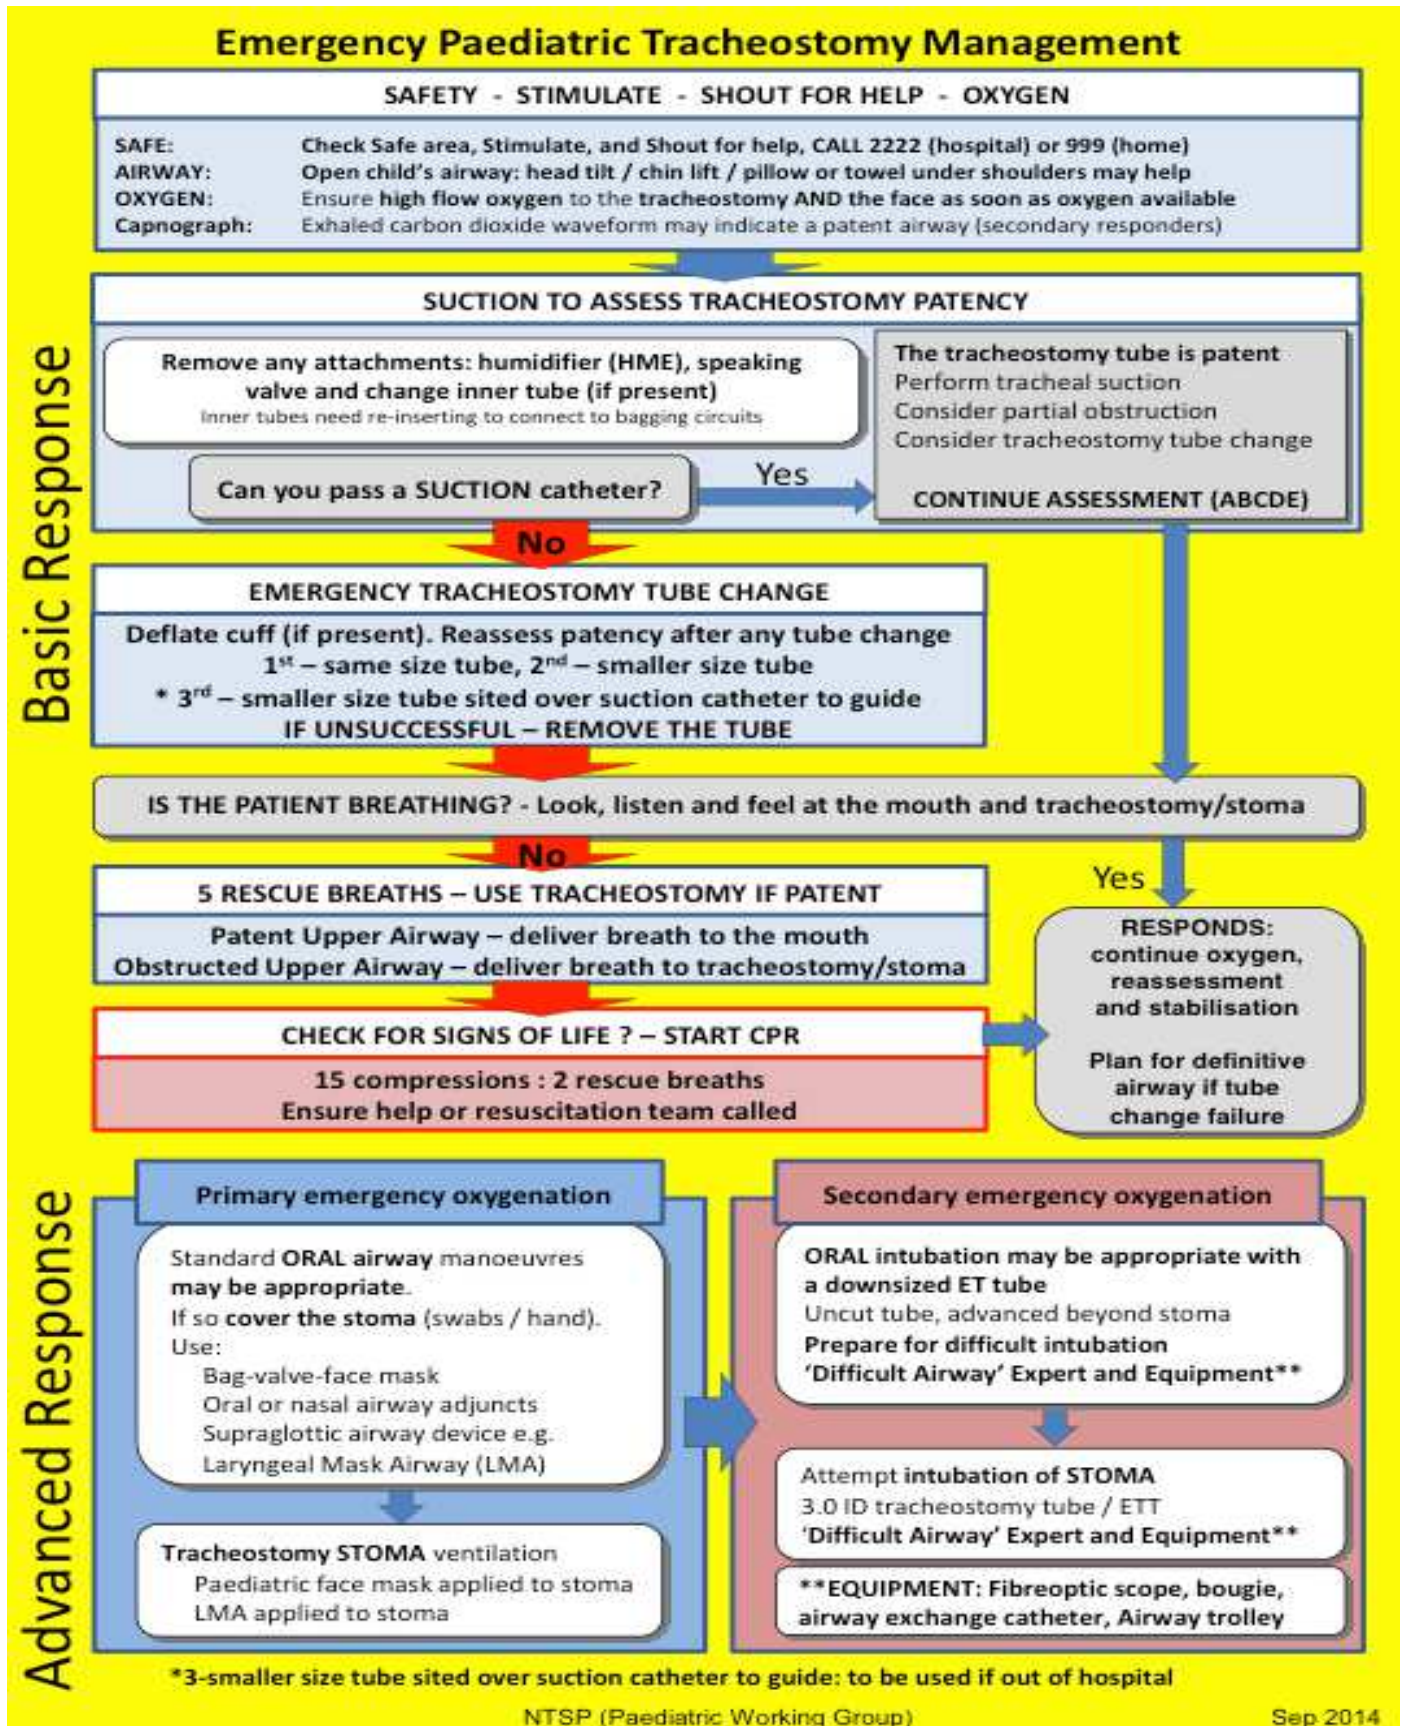 Emergency Paediatric Tracheostomy Management
SAFETY - STIMULATE - SHOUT FOR HELP - OXYGEN
SAFE: Check Safe area, Stimulate, and Shout for help, CALL 2222 (hospital) or 999 (home)
AIRWAY: Open child's airway: head tilt / chin lift / pillow or towel under shoulders may help
OXYGEN: Ensure high flow oxygen to the tracheostomy AND the face as soon as oxygen available
Capnograph: Exhaled carbon dioxide waveform may indicate a patent airway (secondary responders)
Basic Response
SUCTION TO ASSESS TRACHEOSTOMY PATENCY
Remove any attachments: humidifier (HME), speaking
valve and change inner tube (if present)
Inner tubes need re-inserting to connect to bagging circuits
Can you pass a SUCTION catheter?
Yes
The tracheostomy tube is patent
Perform tracheal suction
Consider partial obstruction
Consider tracheostomy tube change
CONTINUE ASSESSMENT (ABCDE)
No
EMERGENCY TRACHEOSTOMY TUBE CHANGE
Deflate cuff (if present). Reassess patency after any tube change
1st – same size tube, 2nd – smaller size tube
* 3rd – smaller size tube sited over suction catheter to guide
IF UNSUCCESSFUL – REMOVE THE TUBE
IS THE PATIENT BREATHING? - Look, listen and feel at the mouth and tracheostomy/stoma
No
5 RESCUE BREATHS – USE TRACHEOSTOMY IF PATENT
Patent Upper Airway – deliver breath to the mouth
Obstructed Upper Airway – deliver breath to tracheostomy/stoma
Yes
RESPONDS:
continue oxygen,
reassessment
and stabilisation
Plan for definitive
airway if tube
change failure
CHECK FOR SIGNS OF LIFE ? – START CPR
15 compressions : 2 rescue breaths
Ensure help or resuscitation team called
Advanced Response
Primary emergency oxygenation
Standard ORAL airway manoeuvres
may be appropriate.
If so cover the stoma (swabs / hand).
Use:
Bag-valve-face mask
Oral or nasal airway adjuncts
Supraglottic airway device e.g.
Laryngeal Mask Airway (LMA)
Tracheostomy STOMA ventilation
Paediatric face mask applied to stoma
LMA applied to stoma
Secondary emergency oxygenation
ORAL intubation may be appropriate with
a downsized ET tube
Uncut tube, advanced beyond stoma
Prepare for difficult intubation
'Difficult Airway' Expert and Equipment**
Attempt intubation of STOMA
3.0 ID tracheostomy tube / ETT
'Difficult Airway' Expert and Equipment**
**EQUIPMENT: Fibreoptic scope, bougie,
airway exchange catheter, Airway trolley
*3-smaller size tube sited over suction catheter to guide: to be used if out of hospital
NTSP (Paediatric Working Group) Sep 2014